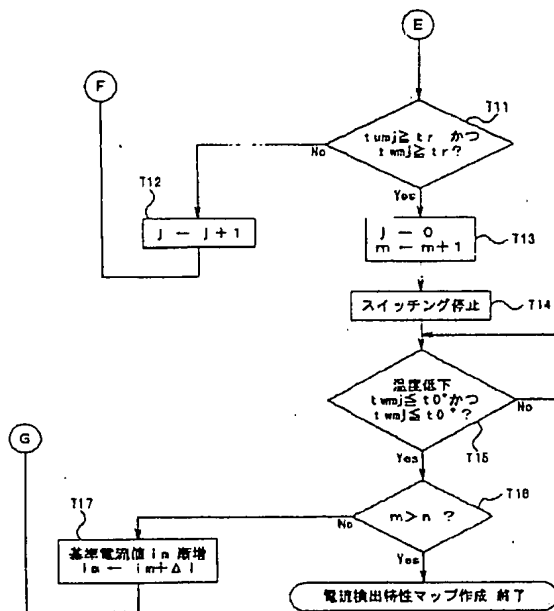 E
F
T11
tumj≧tr かつ
twmj≧tr?
No
Yes
T12
j ← j+1
j ← 0
m ← m+1
T13
スイッチング停止
T14
温度低下
twmj≦t0°かつ
twmj≦t0°?
No
T15
Yes
G
T16
m>n ?
No
Yes
T17
基準電流値 im 漸増
im ← im+Δi
電流検出特性マップ作成 終了